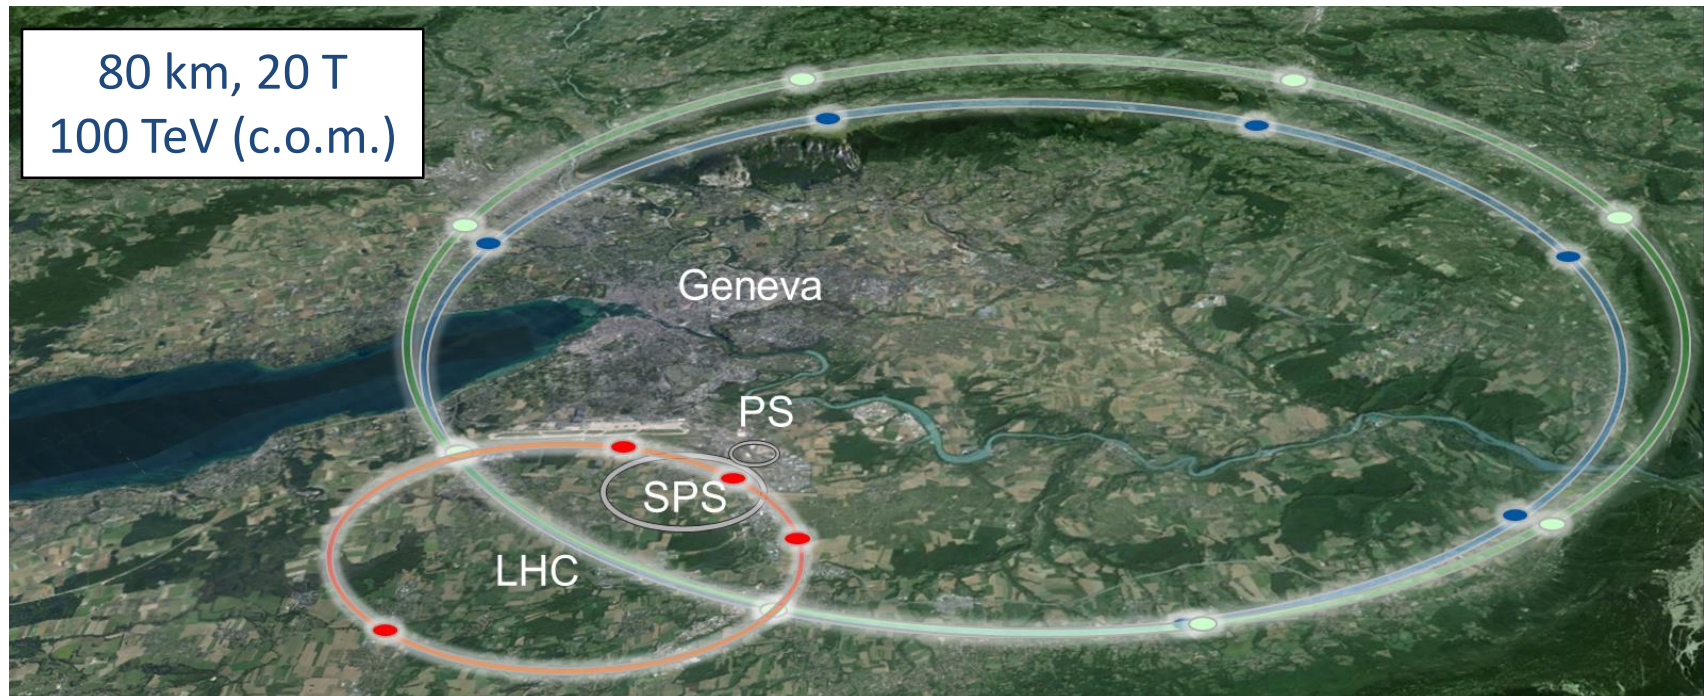 80 km, 20 T
100 TeV (c.o.m.)
Geneva
PS
SPS
LHC